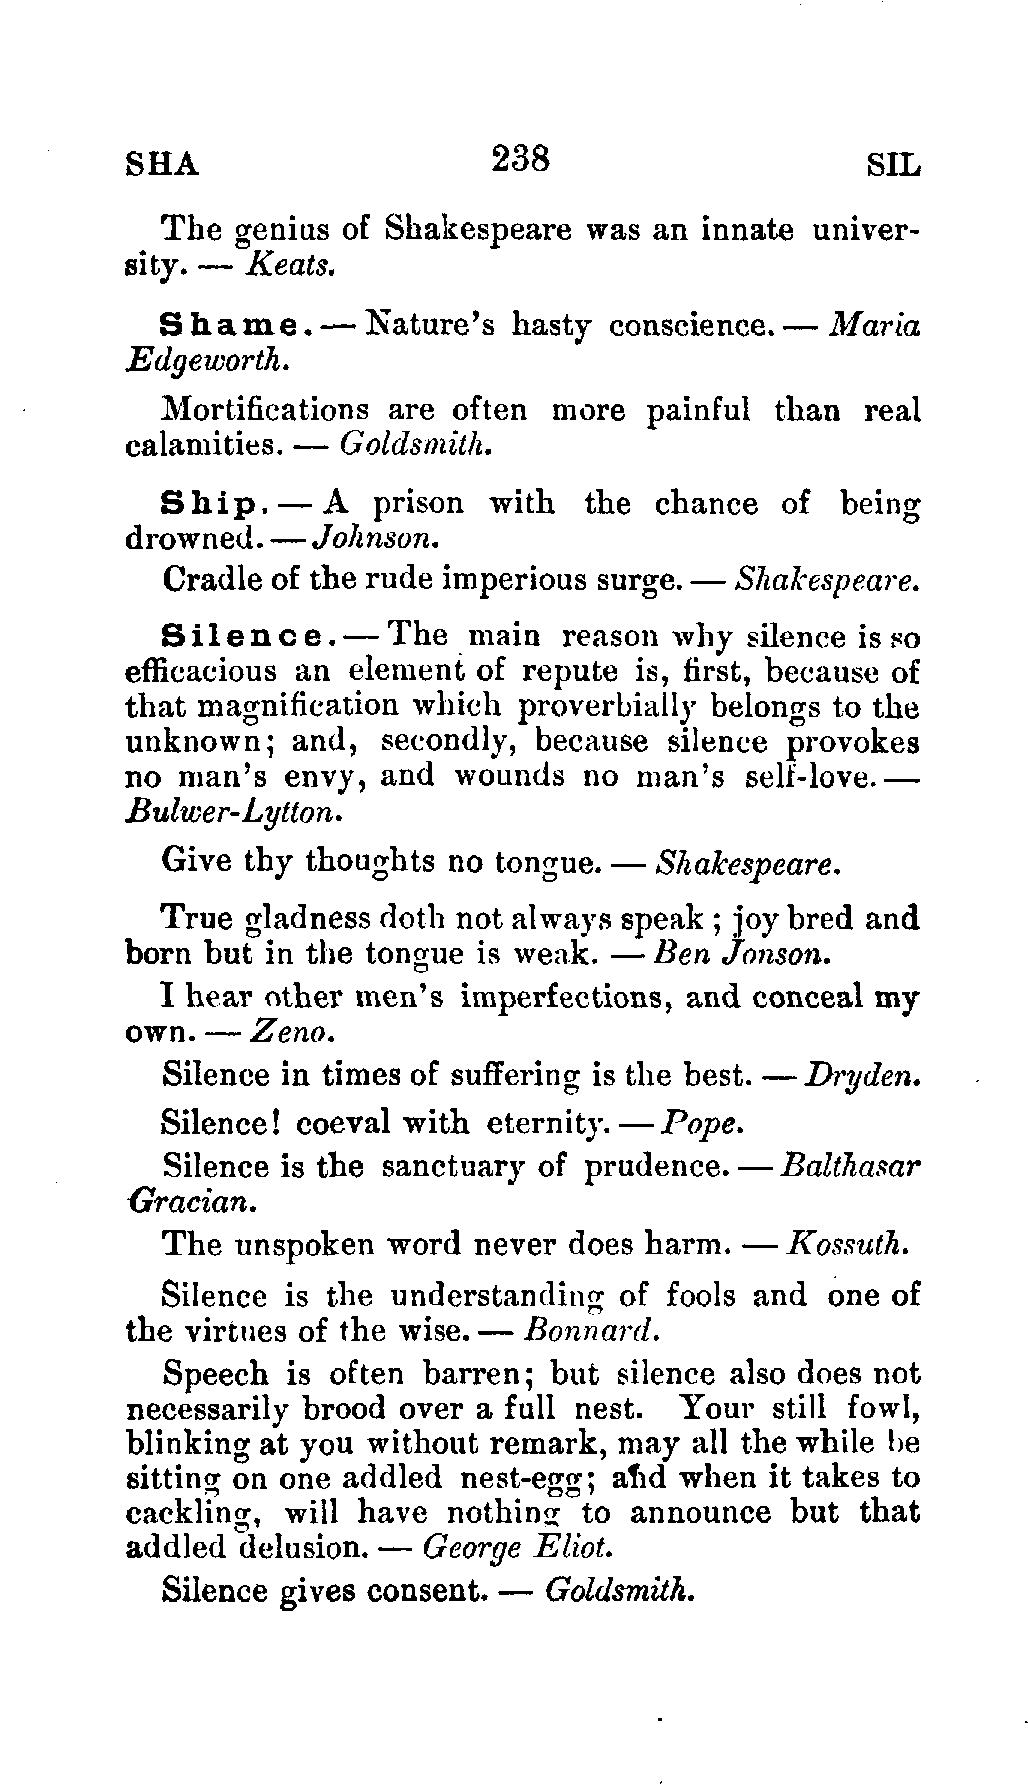 SHA 238 SIL
The genius of Shakespeare was an innate univer-
sity. — Keats.
Shame. — Nature's hasty conscience. — Maria
Edgeworth.
Mortifications are often more painful than real
calamities. — Goldsmith.
Ship. — A prison with the chance of being
drowned. — Johnson.
Cradle of the rude imperious surge. — Shakespeare.
Silence. — The main reason why silence is so
efficacious an element of repute is, first, because of
that magnification which proverbially belongs to the
unknown; and, secondly, because silence provokes
no man's envy, and wounds no man's self-love. —
Bulwer-Lytton.
Give thy thoughts no tongue. — Shakespeare.
True gladness doth not always speak; joy bred and
born but in the tongue is weak. — Ben Jonson.
I hear other men's imperfections, and conceal my
own. — Zeno.
Silence in times of suffering is the best. — Dryden.
Silence! coeval with eternity. — Pope.
Silence is the sanctuary of prudence. — Balthasar
Gracian.
The unspoken word never does harm. — Kossuth.
Silence is the understanding of fools and one of
the virtues of the wise. — Bonnard.
Speech is often barren; but silence also does not
necessarily brood over a full nest. Your still fowl,
blinking at you without remark, may all the while be
sitting on one addled nest-egg; and when it takes to
cackling, will have nothing to announce but that
addled delusion. — George Eliot.
Silence gives consent. — Goldsmith.